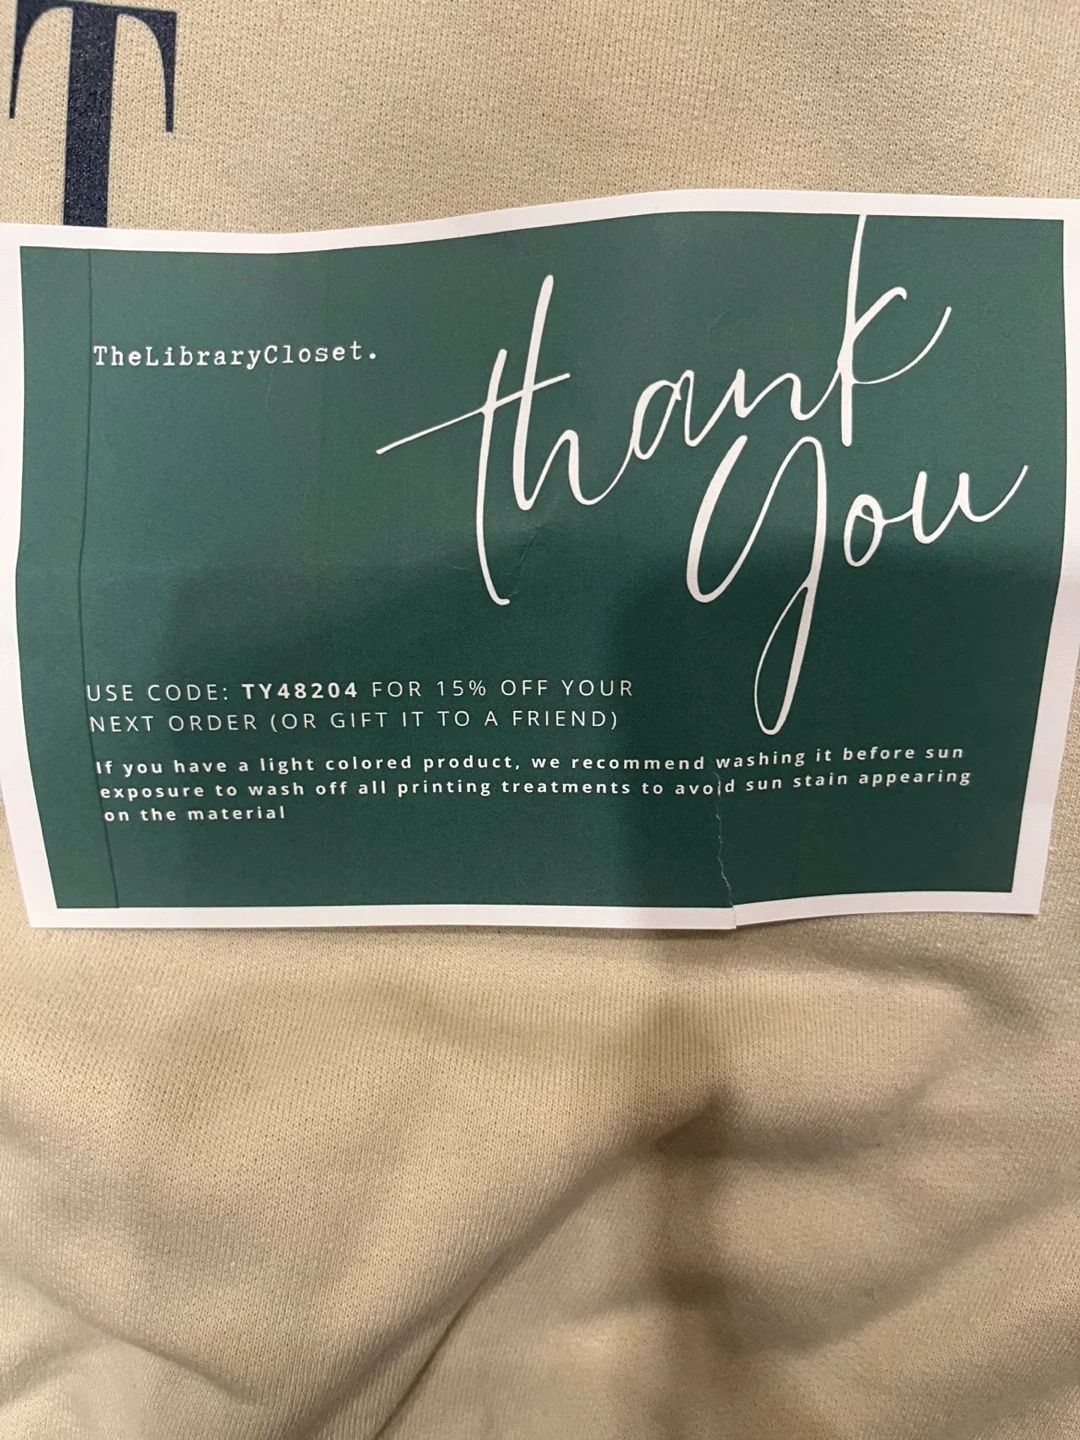 T
TheLibraryCloset.
thank
you
USE CODE: TY48204 FOR 15% OFF YOUR
NEXT ORDER (OR GIFT IT TO A FRIEND)
If you have a light colored product, we recommend washing it before sun
exposure to wash off all printing treatments to avoid sun stain appearing
on the material